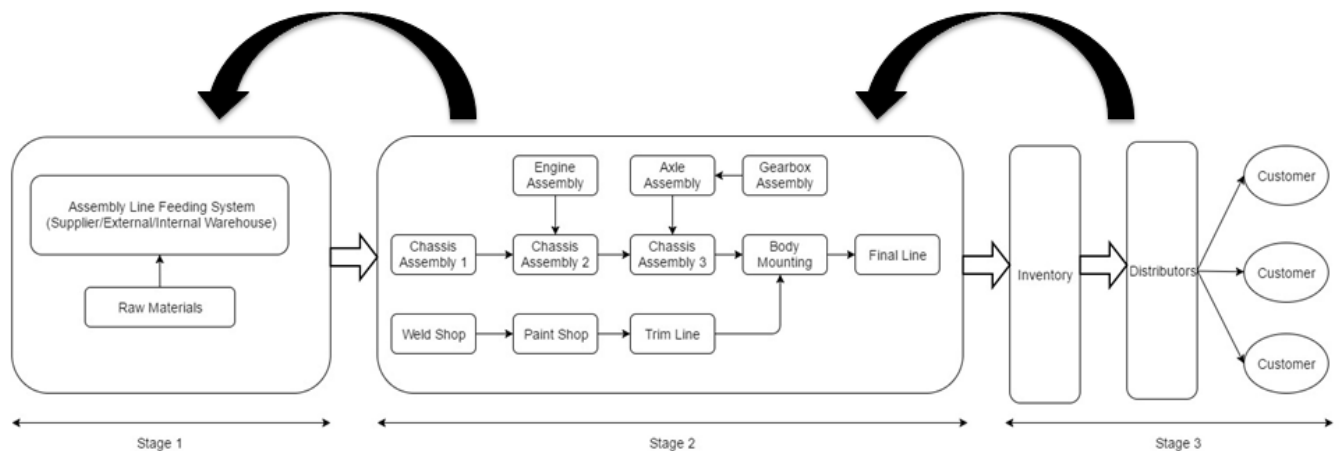 Assembly Line Feeding System
(Supplier/External/Internal Warehouse)
Raw Materials
Stage 1
Engine
Assembly
Axle
Assembly
Gearbox
Assembly
Chassis
Assembly 1
Chassis
Assembly 2
Chassis
Assembly 3
Body
Mounting
Final Line
Weld Shop
Paint Shop
Trim Line
Stage 2
Inventory
Distributors
Customer
Customer
Customer
Stage 3